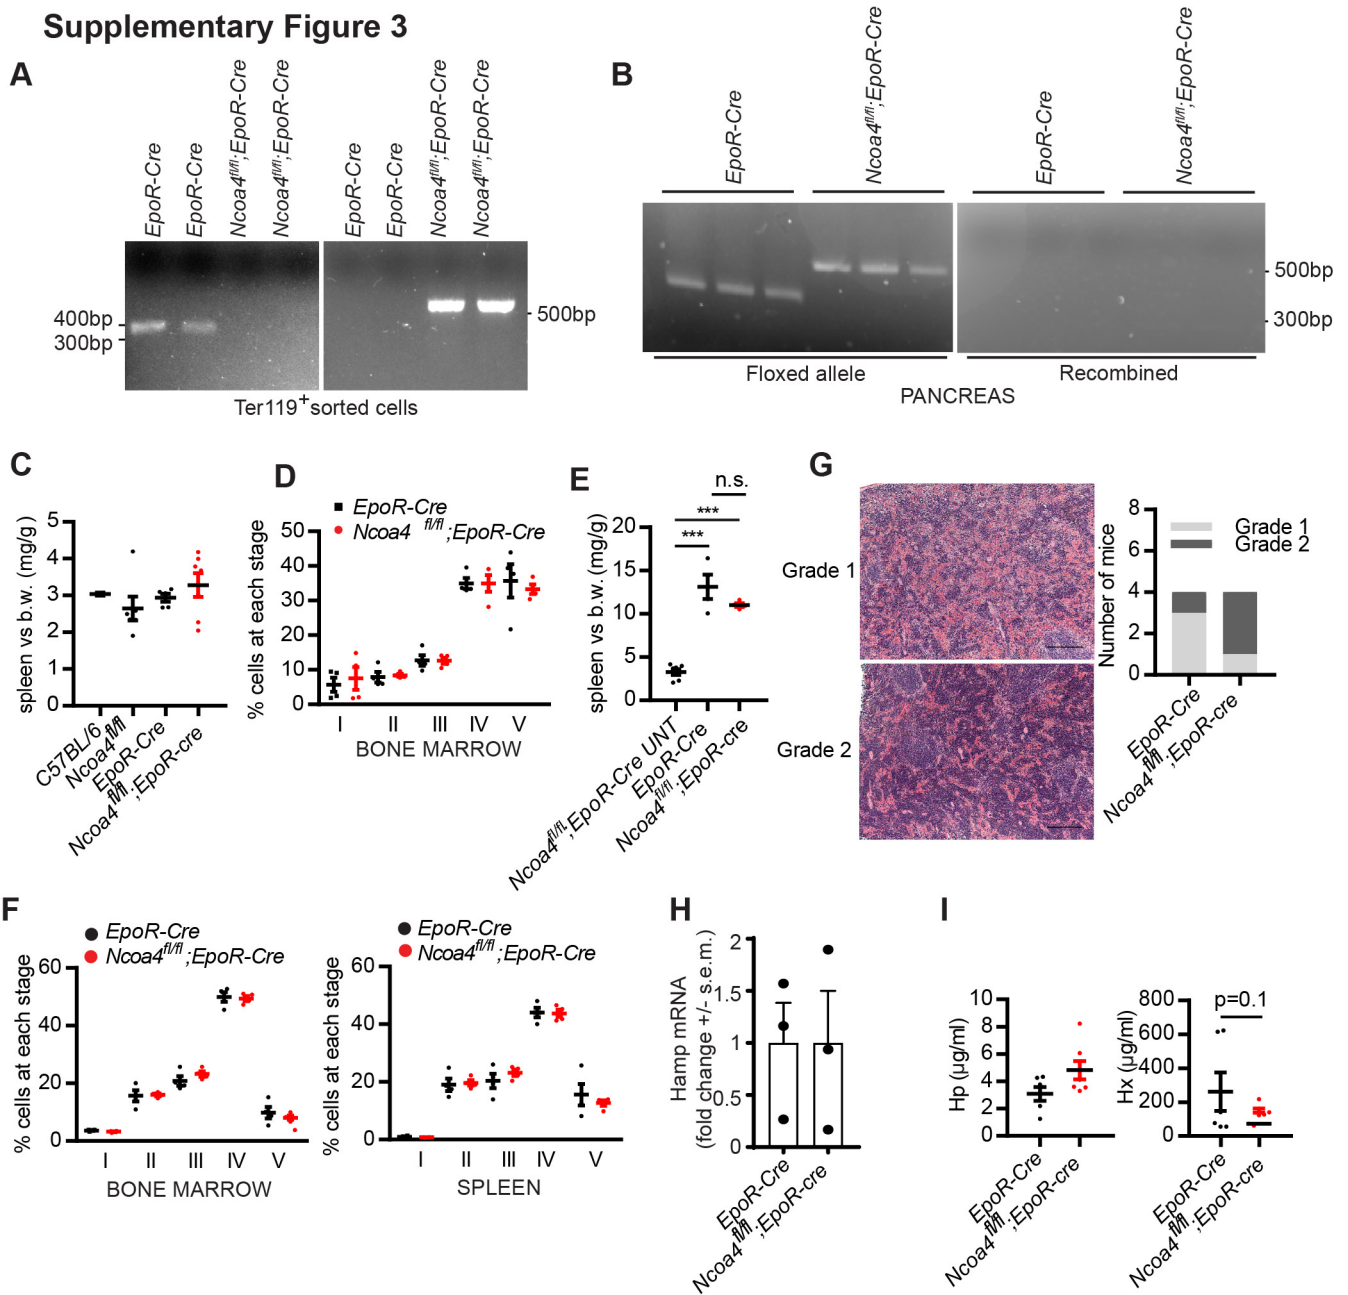 Supplementary Figure 3
A
EpoR-Cre
EpoR-Cre
Ncoa4fl/fl;EpoR-Cre
Ncoa4fl/fl;EpoR-Cre
EpoR-Cre
EpoR-Cre
Ncoa4fl/fl;EpoR-Cre
Ncoa4fl/fl;EpoR-Cre
400bp
300bp
500bp
Ter119+sorted cells
B
EpoR-Cre
Ncoa4fl/fl;EpoR-Cre
EpoR-Cre
Ncoa4fl/fl;EpoR-Cre
500bp
300bp
Floxed allele
Recombined
PANCREAS
C
spleen vs b.w. (mg/g)
5
4
3
2
1
0
C57BL/6
Ncoa4fl/fl
EpoR-Cre
Ncoa4fl/fl;EpoR-cre
D
EpoR-Cre
Ncoa4 fl/fl;EpoR-Cre
% cells at each stage
50
40
30
20
10
0
I II III IV V
BONE MARROW
E
n.s.
***
***
spleen vs b.w. (mg/g)
20
15
10
5
0
Ncoa4fl/fl;EpoR-Cre UNT
EpoR-Cre
Ncoa4fl/fl;EpoR-cre
G
Grade 1
Grade 2
Number of mice
8
6
4
2
0
Grade 1
Grade 2
EpoR-Cre
Ncoa4fl/fl;EpoR-cre
F
EpoR-Cre
Ncoa4fl/fl;EpoR-Cre
% cells at each stage
60
40
20
0
I II III IV V
BONE MARROW
EpoR-Cre
Ncoa4fl/fl;EpoR-Cre
% cells at each stage
60
40
20
0
I II III IV V
SPLEEN
H
Hamp mRNA
(fold change +/- s.e.m.)
2
1.5
1
0.5
0
EpoR-Cre
Ncoa4fl/fl;EpoR-cre
I
Hp (µg/ml)
10
8
6
4
2
0
EpoR-Cre
Ncoa4fl/fl;EpoR-cre
Hx (µg/ml)
800
600
400
200
0
p=0.1
EpoR-Cre
Ncoa4fl/fl;EpoR-cre